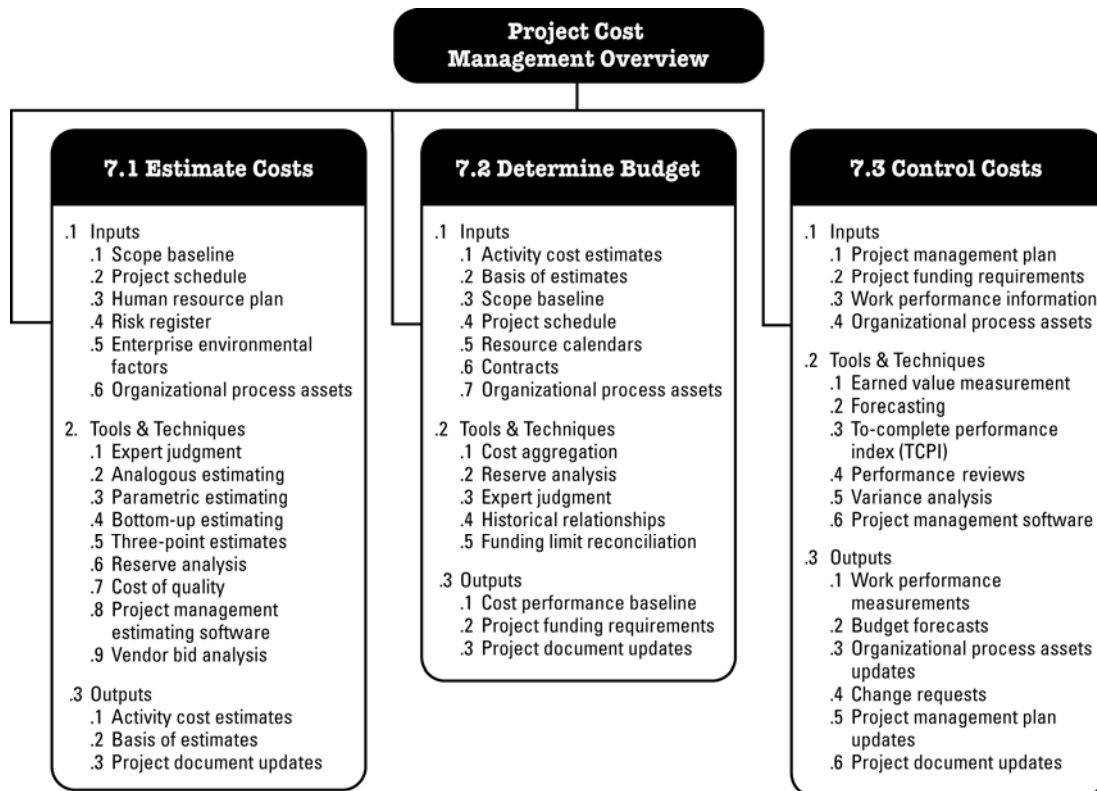 Project Cost
Management Overview
7.1 Estimate Costs
.1 Inputs
.1 Scope baseline
.2 Project schedule
.3 Human resource plan
.4 Risk register
.5 Enterprise environmental
factors
.6 Organizational process assets
2. Tools & Techniques
.1 Expert judgment
.2 Analogous estimating
.3 Parametric estimating
.4 Bottom-up estimating
.5 Three-point estimates
.6 Reserve analysis
.7 Cost of quality
.8 Project management
estimating software
.9 Vendor bid analysis
.3 Outputs
.1 Activity cost estimates
.2 Basis of estimates
.3 Project document updates
7.2 Determine Budget
.1 Inputs
.1 Activity cost estimates
.2 Basis of estimates
.3 Scope baseline
.4 Project schedule
.5 Resource calendars
.6 Contracts
.7 Organizational process assets
.2 Tools & Techniques
.1 Cost aggregation
.2 Reserve analysis
.3 Expert judgment
.4 Historical relationships
.5 Funding limit reconciliation
.3 Outputs
.1 Cost performance baseline
.2 Project funding requirements
.3 Project document updates
7.3 Control Costs
.1 Inputs
.1 Project management plan
.2 Project funding requirements
.3 Work performance information
.4 Organizational process assets
.2 Tools & Techniques
.1 Earned value measurement
.2 Forecasting
.3 To-complete performance
index (TCPI)
.4 Performance reviews
.5 Variance analysis
.6 Project management software
.3 Outputs
.1 Work performance
measurements
.2 Budget forecasts
.3 Organizational process assets
updates
.4 Change requests
.5 Project management plan
updates
.6 Project document updates